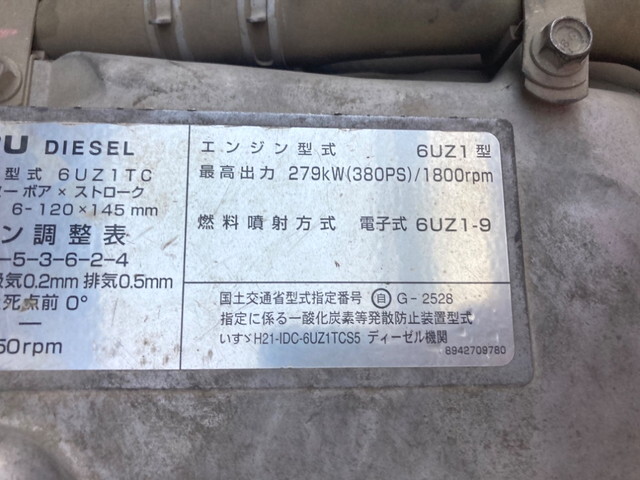 DIESEL
型式 6UZ1TC
ボア×ストローク
6-120×145mm
ン調整表
-5-3-6-2-4
気0.2mm 排気0.5mm
死点前 0°
50rpm
エンジン型式 6UZ1型
最高出力 279kW(380PS)/1800rpm
燃料噴射方式 電子式 6UZ1-9
国土交通省型式指定番号 自 G-2528
指定に係る一酸化炭素等発散防止装置型式
いすゞH21-IDC-6UZ1TCS5 ディーゼル機関
8942709780